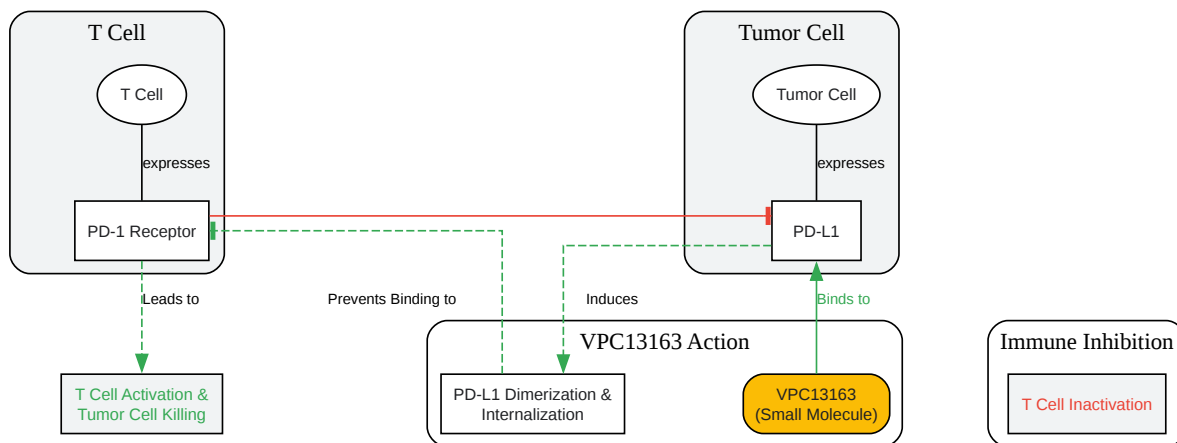 T Cell
Tumor Cell
T Cell
Tumor Cell
expresses
expresses
PD-1 Receptor
PD-L1
Leads to
Prevents Binding to
Induces
Binds to
VPC13163 Action
Immune Inhibition
T Cell Activation &
Tumor Cell Killing
PD-L1 Dimerization &
Internalization
VPC13163
(Small Molecule)
T Cell Inactivation